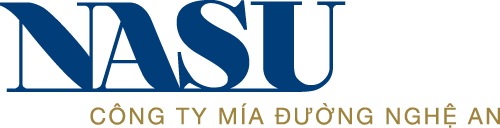 NASU
CÔNG TY MÍA ĐƯỜNG NGHỆ AN